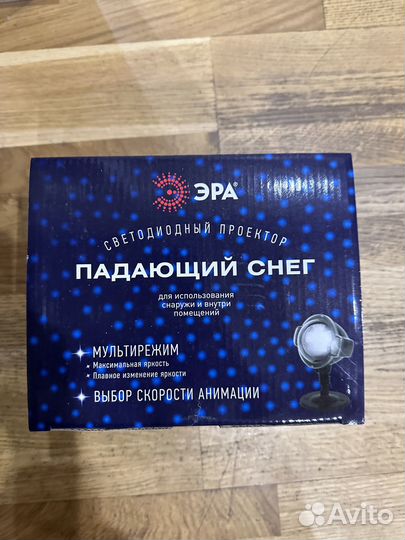 ЭРА®
СВЕТОДИОДНЫЙ ПРОЕКТОР
ПАДАЮЩИЙ СНЕГ
для использования
снаружи и внутри
помещений
МУЛЬТИРЕЖИМ
• Максимальная яркость
• Плавное изменение яркости
ВЫБОР СКОРОСТИ АНИМАЦИИ
Avito